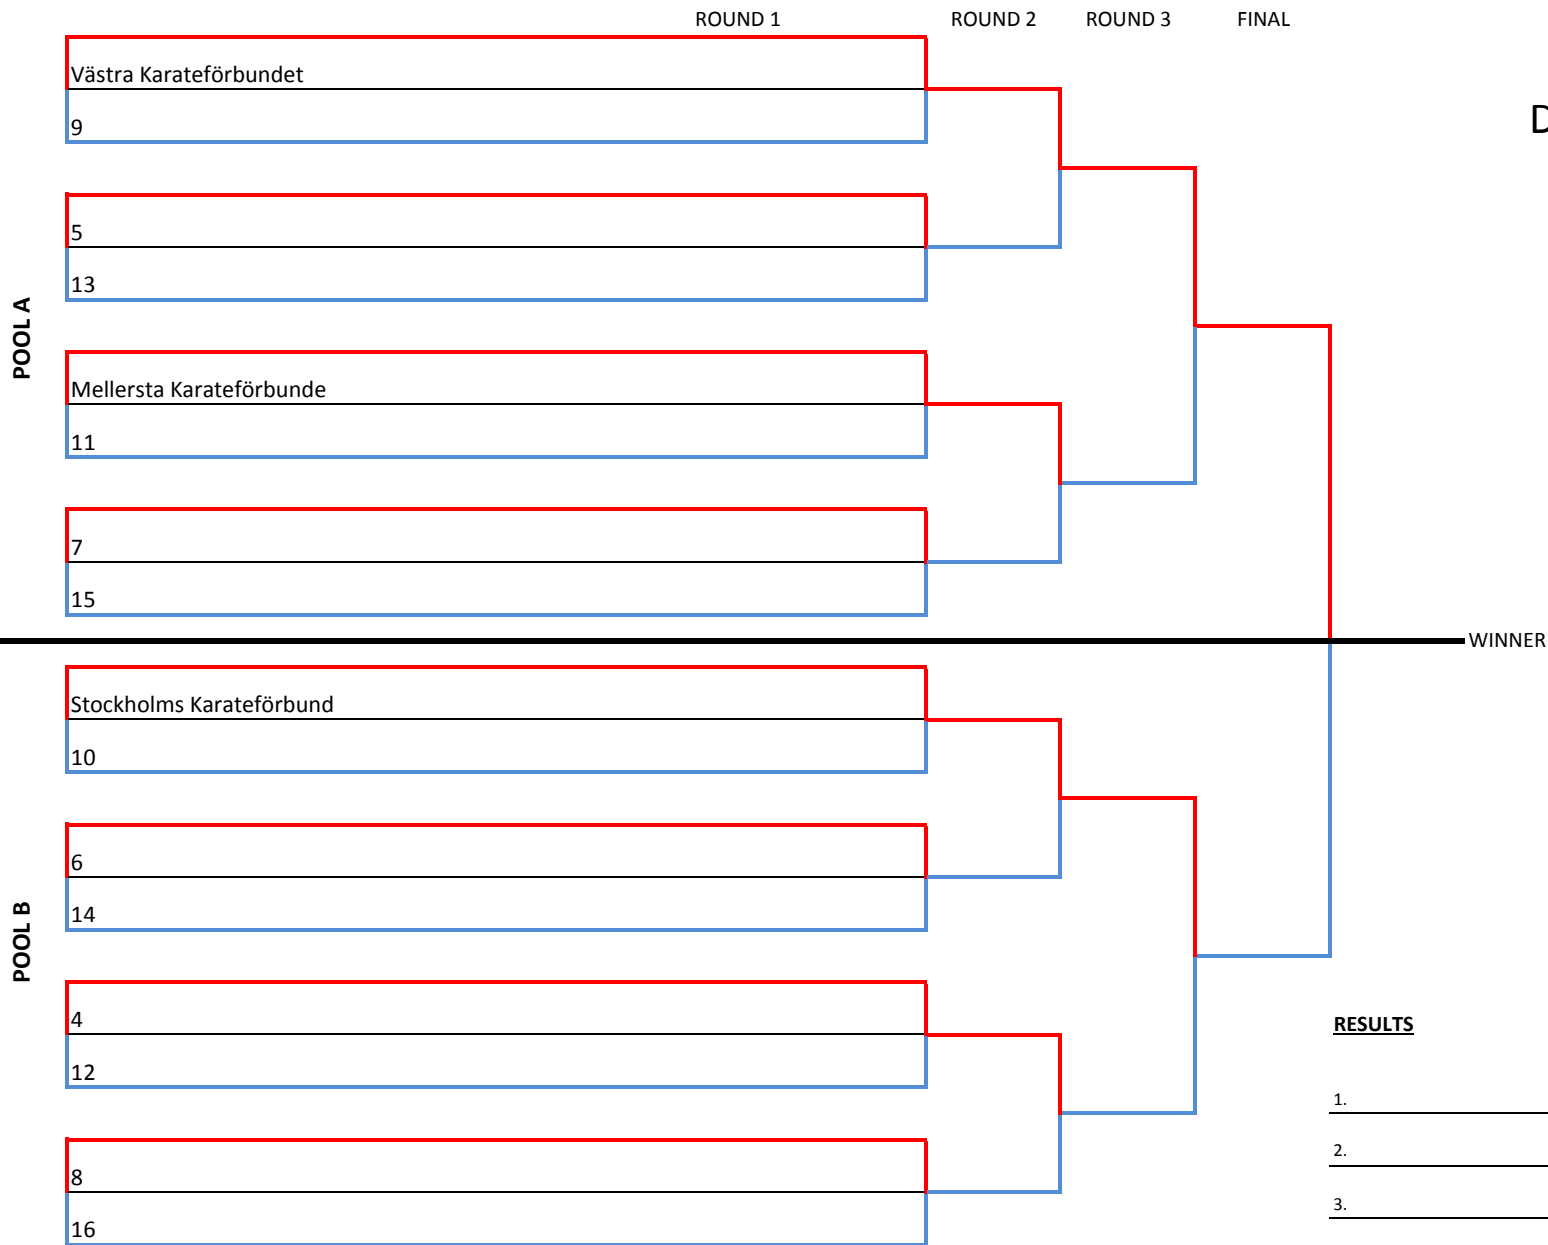 ROUND 1 ROUND 2 ROUND 3 FINAL
Västra Karateförbundet
9
D
5
13
POOL A
Mellersta Karateförbunde
11
7
15
WINNER
Stockholms Karateförbund
10
6
14
POOL B
4
12
RESULTS
1.
8
2.
16
3.